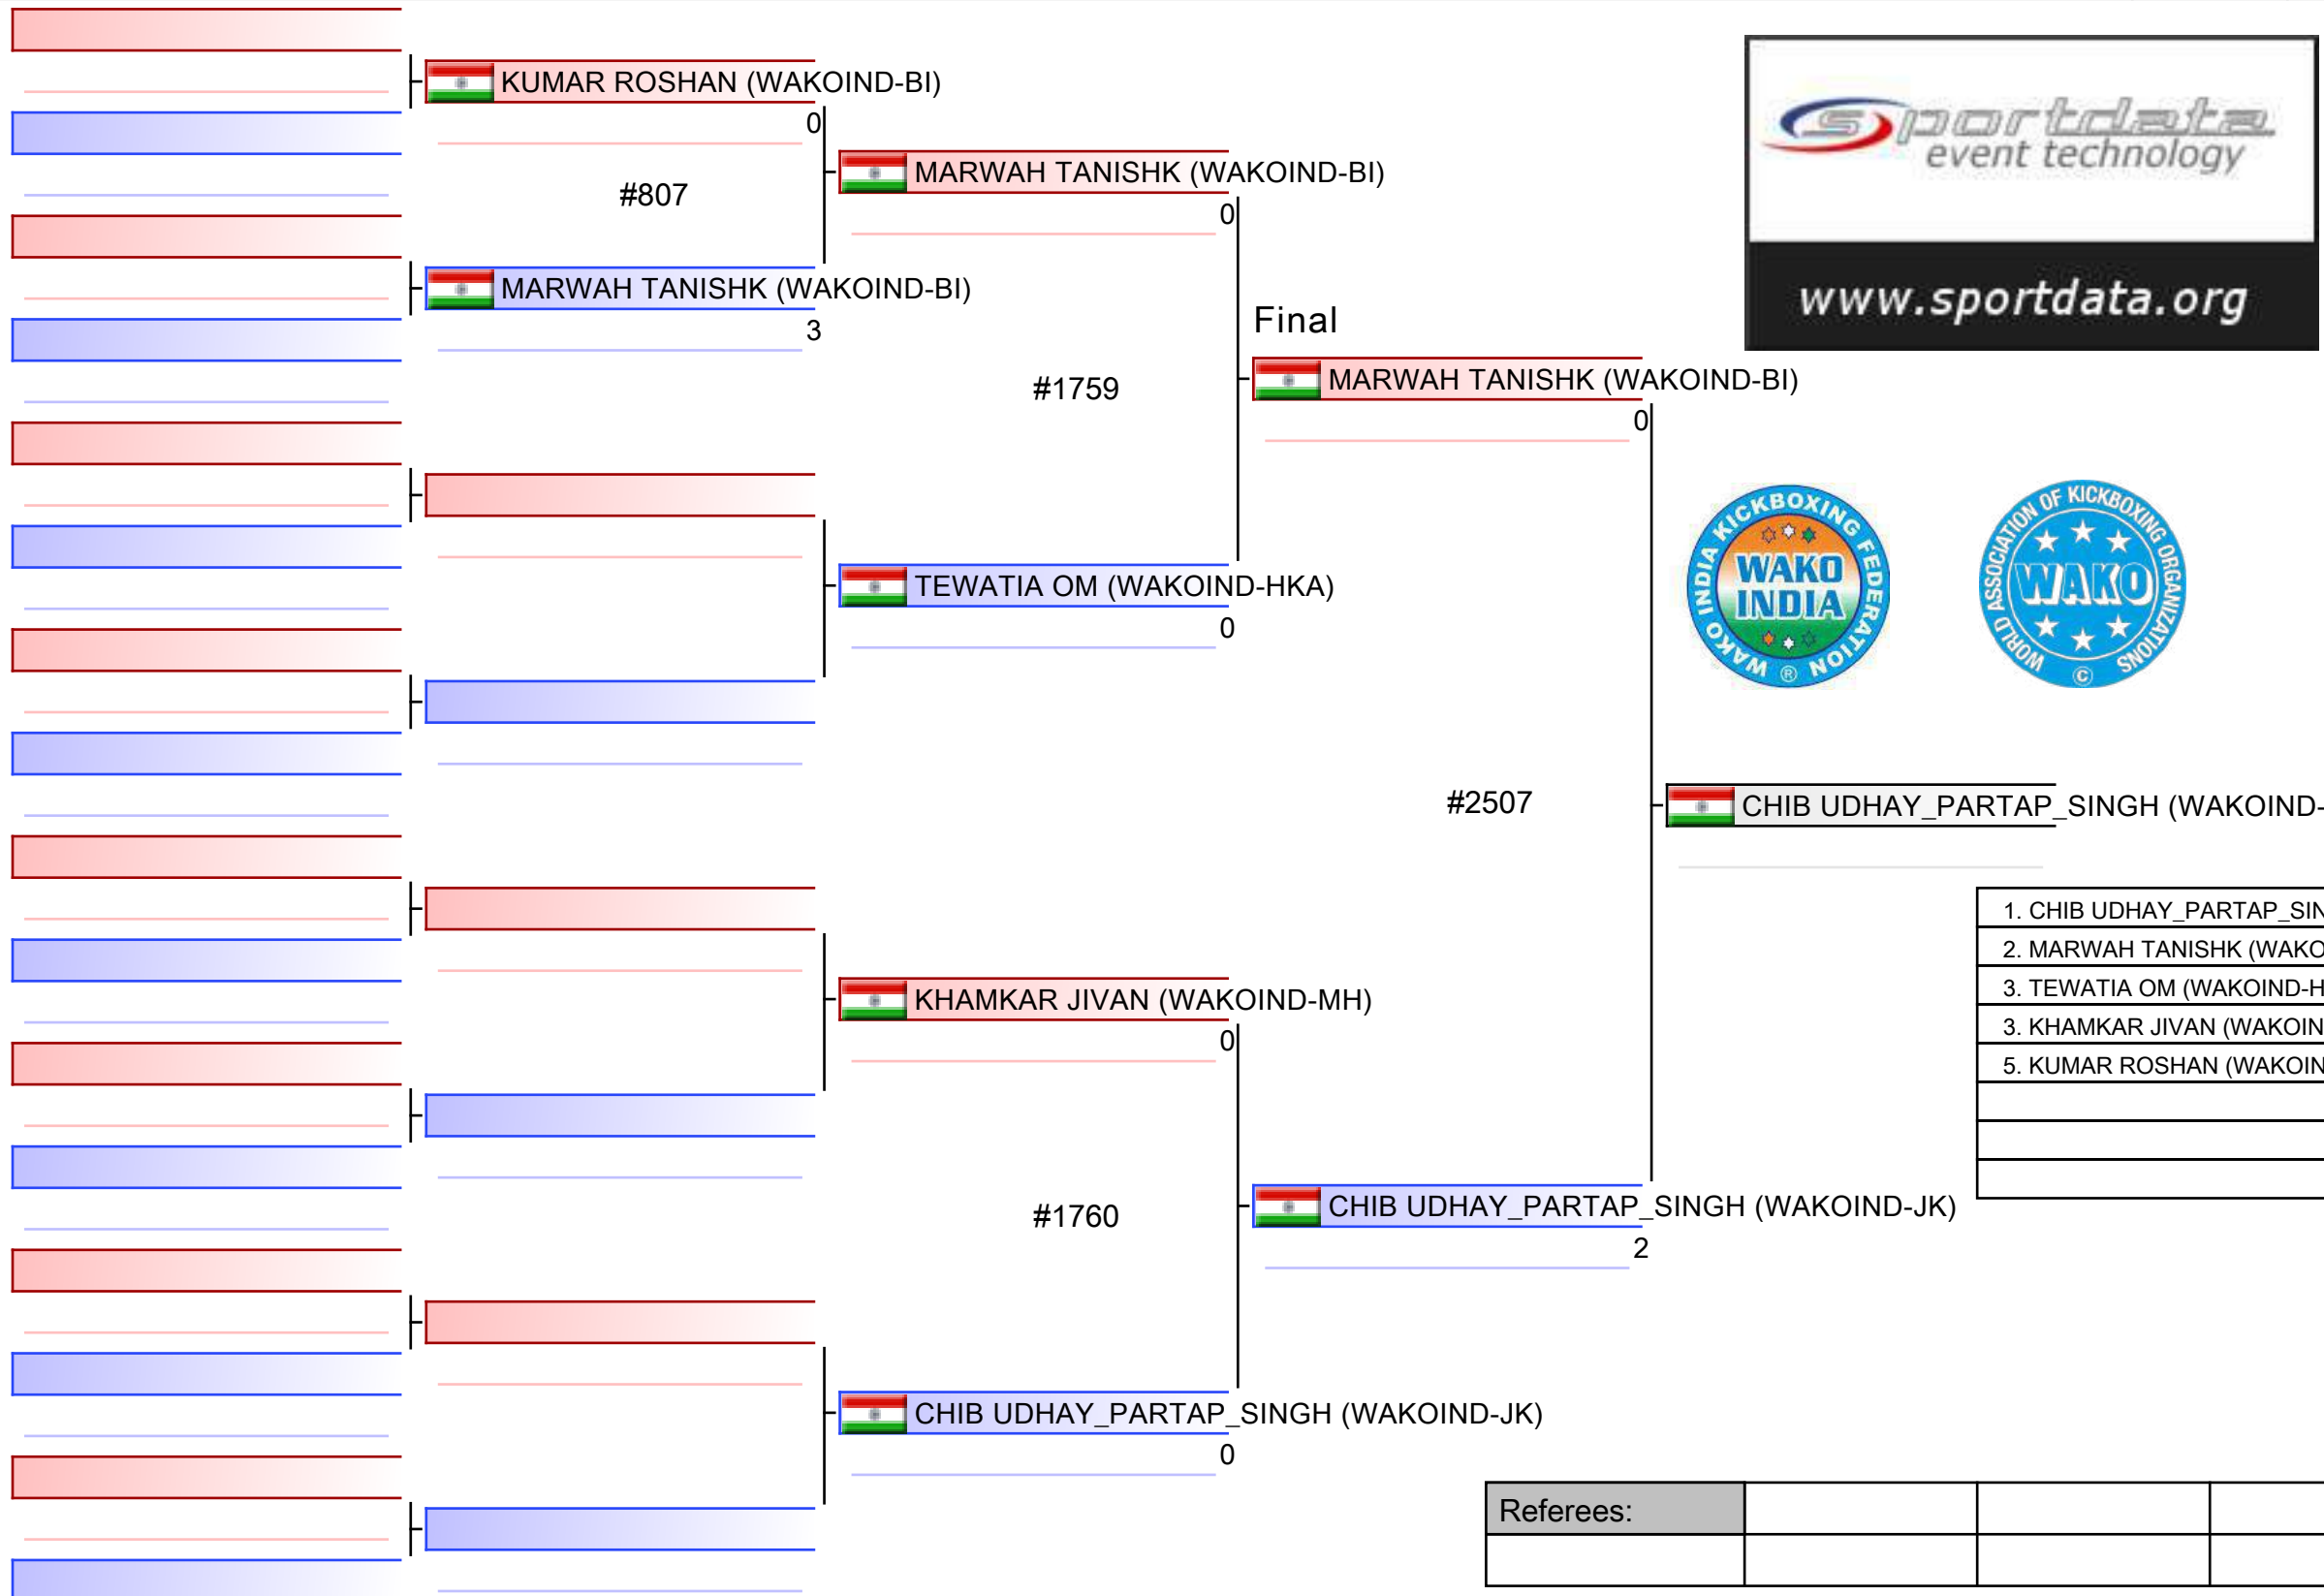 KUMAR ROSHAN (WAKOIND-BI)
0
#807
MARWAH TANISHK (WAKOIND-BI)
3
MARWAH TANISHK (WAKOIND-BI)
0
#1759
TEWATIA OM (WAKOIND-HKA)
0
KHAMKAR JIVAN (WAKOIND-MH)
0
#1760
CHIB UDHAY_PARTAP_SINGH (WAKOIND-JK)
0
Final
MARWAH TANISHK (WAKOIND-BI)
0
#2507
CHIB UDHAY_PARTAP_SINGH (WAKOIND-JK)
2
sportdata
event technology
www.sportdata.org
WAKO INDIA KICKBOXING FEDERATION ®
WAKO
INDIA
WORLD ASSOCIATION OF KICKBOXING ORGANIZATIONS
WAKO
©
CHIB UDHAY_PARTAP_SINGH (WAKOIND-
1. CHIB UDHAY_PARTAP_SIN
2. MARWAH TANISHK (WAKO
3. TEWATIA OM (WAKOIND-H
3. KHAMKAR JIVAN (WAKOIN
5. KUMAR ROSHAN (WAKOIN
Referees: